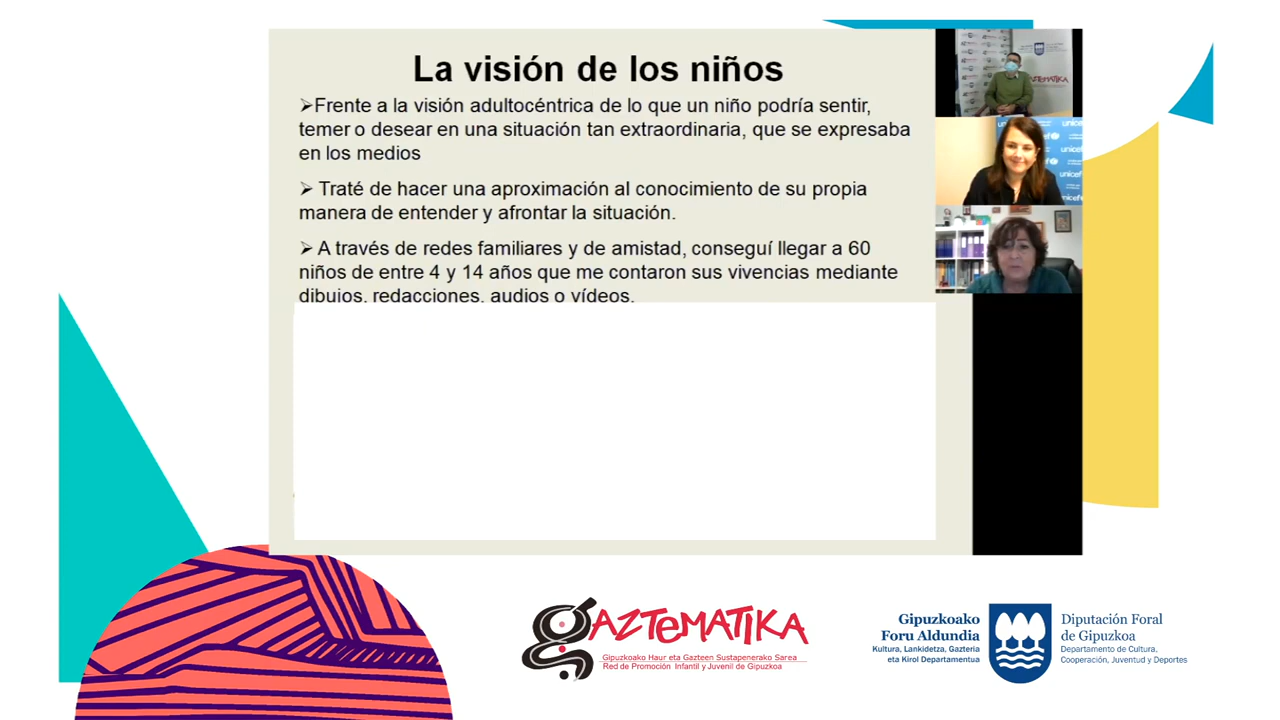 La visión de los niños
➢Frente a la visión adultocéntrica de lo que un niño podría sentir,
temer o desear en una situación tan extraordinaria, que se expresaba
en los medios
➢ Traté de hacer una aproximación al conocimiento de su propia
manera de entender y afrontar la situación.
➢ A través de redes familiares y de amistad, conseguí llegar a 60
niños de entre 4 y 14 años que me contaron sus vivencias mediante
dibujos, redacciones, audios o vídeos.
unicef
unicef
unicef
GAZTEMATIKA
Gipuzkoako Haur eta Gazteen Sustapenerako Sarea
Red de Promoción Infantil y Juvenil de Gipuzkoa
Gipuzkoako
Foru Aldundia
Kultura, Lankidetza, Gazteria
eta Kirol Departamentua
Diputación Foral
de Gipuzkoa
Departamento de Cultura,
Cooperación, Juventud y Deportes